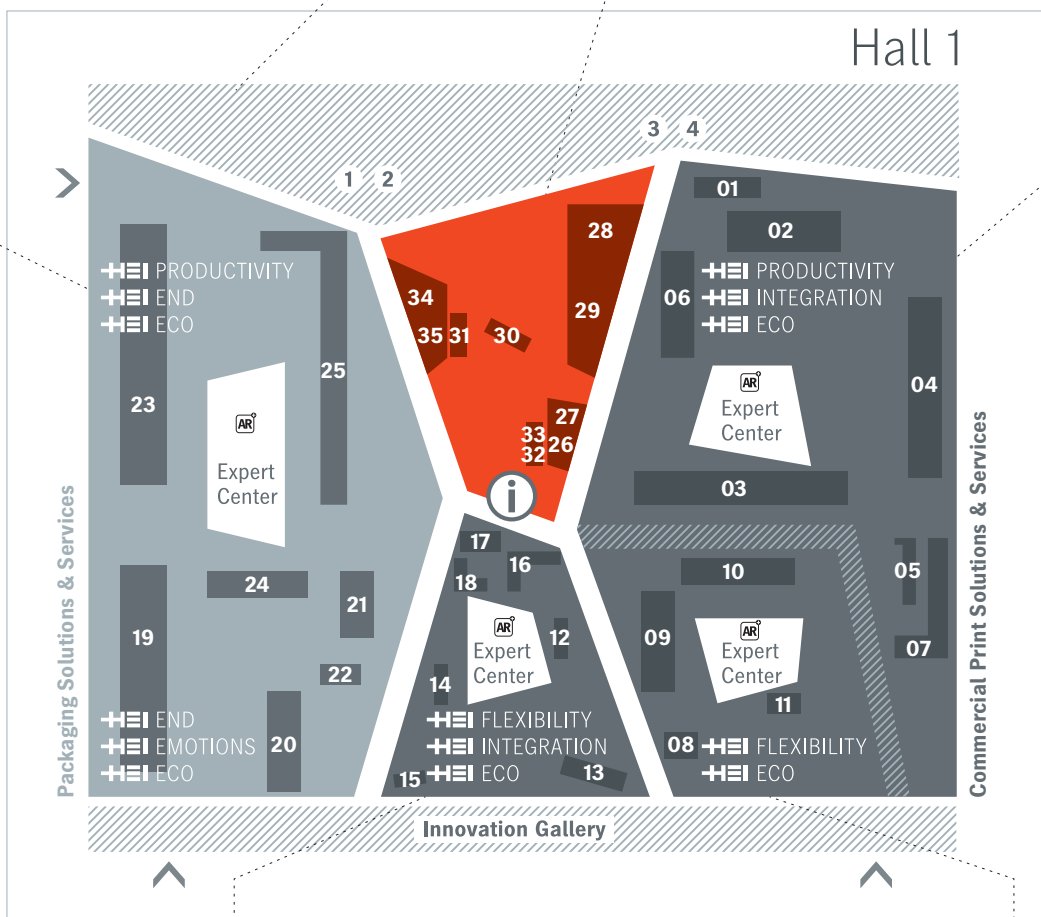 Hall 1
3 4
1 2
01
02
28
HEI PRODUCTIVITY
HEI END
HEI ECO
HEI PRODUCTIVITY
HEI INTEGRATION
HEI ECO
06
34
29
35
31
30
25
04
23
AR
Expert
Center
AR
Expert
Center
27
33
26
32
03
i
17
16
18
10
05
24
21
19
AR
Expert
Center
12
09
AR
Expert
Center
07
22
14
11
20
HEI END
HEI EMOTIONS
HEI ECO
HEI FLEXIBILITY
HEI INTEGRATION
HEI ECO
15
13
08
HEI FLEXIBILITY
HEI ECO
Packaging Solutions & Services
Commercial Print Solutions & Services
Innovation Gallery